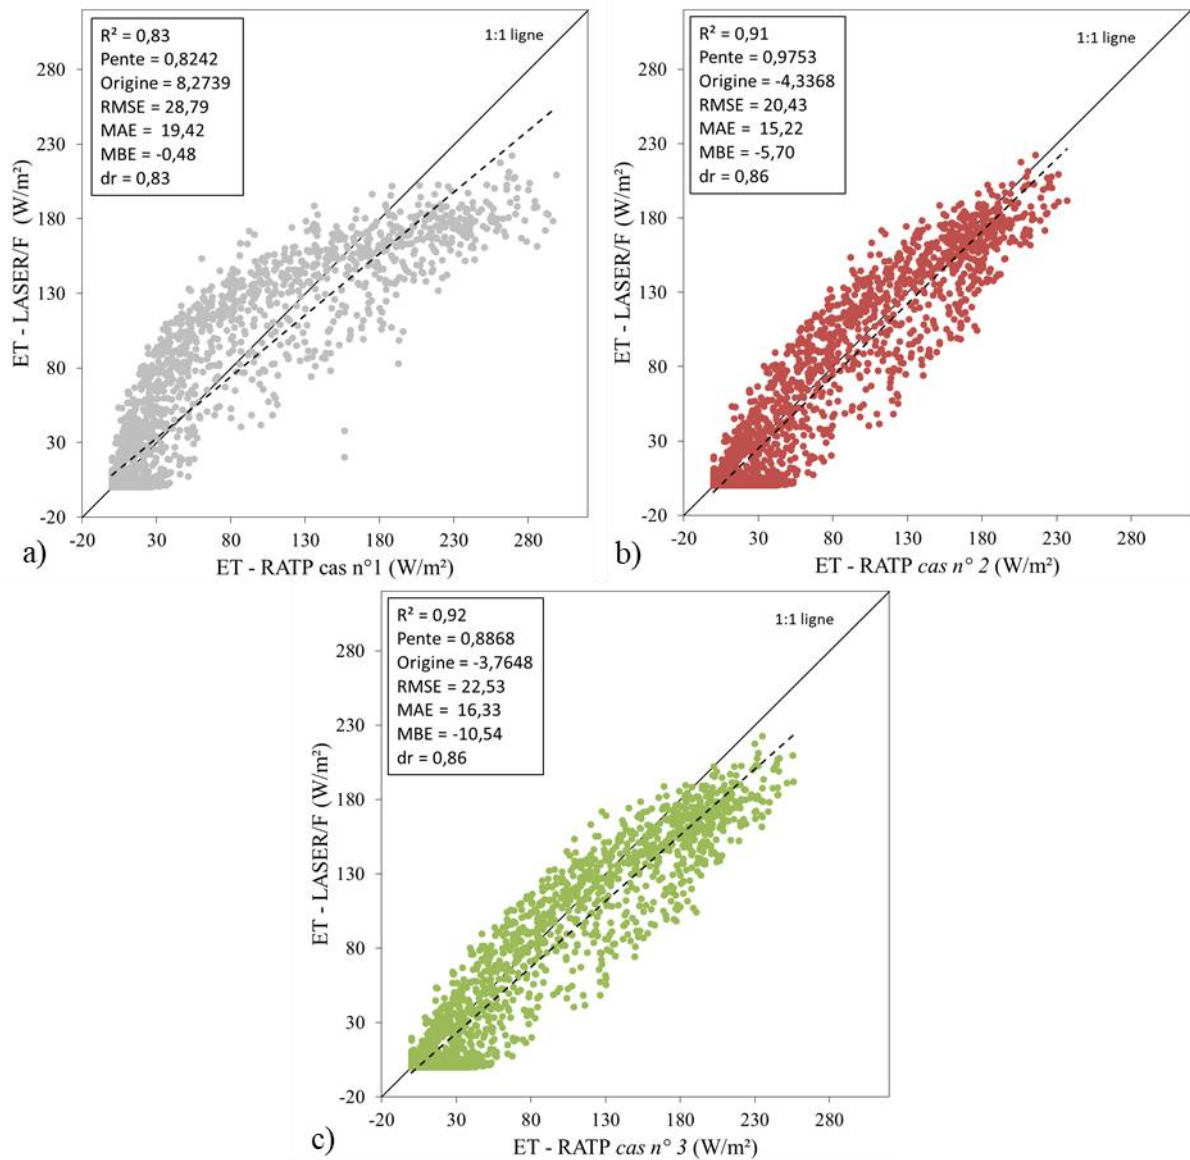 R² = 0,83
Pente = 0,8242
Origine = 8,2739
RMSE = 28,79
MAE = 19,42
MBE = -0,48
dr = 0,83
1:1 ligne
280
230
180
130
80
30
-20
ET - LASER/F (W/m²)
-20 30 80 130 180 230 280
a)
ET - RATP cas n°1 (W/m²)
R² = 0,91
Pente = 0,9753
Origine = -4,3368
RMSE = 20,43
MAE = 15,22
MBE = -5,70
dr = 0,86
1:1 ligne
280
230
180
130
80
30
-20
ET - LASER/F (W/m²)
-20 30 80 130 180 230 280
b)
ET - RATP cas n° 2 (W/m²)
R² = 0,92
Pente = 0,8868
Origine = -3,7648
RMSE = 22,53
MAE = 16,33
MBE = -10,54
dr = 0,86
1:1 ligne
280
230
180
130
80
30
-20
ET - LASER/F (W/m²)
-20 30 80 130 180 230 280
c)
ET - RATP cas n° 3 (W/m²)